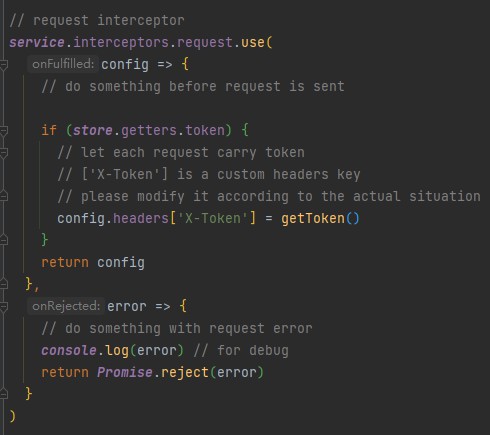 // request interceptor
service.interceptors.request.use(
onFulfilled: config => {
// do something before request is sent
if (store.getters.token) {
// let each request carry token
// ['X-Token'] is a custom headers key
// please modify it according to the actual situation
config.headers['X-Token'] = getToken()
}
return config
},
onRejected: error => {
// do something with request error
console.log(error) // for debug
return Promise.reject(error)
}
)